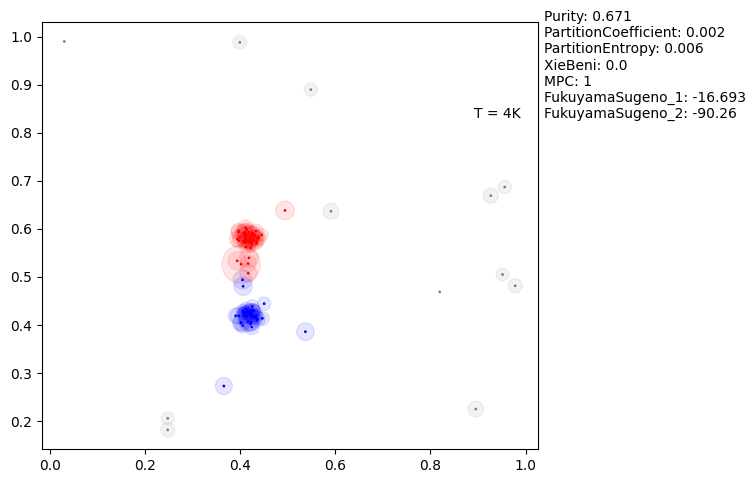 Purity: 0.671
PartitionCoefficient: 0.002
PartitionEntropy: 0.006
XieBeni: 0.0
MPC: 1
FukuyamaSugeno_1: -16.693
FukuyamaSugeno_2: -90.26
T = 4K
1.0
0.9
0.8
0.7
0.6
0.5
0.4
0.3
0.2
0.0 0.2 0.4 0.6 0.8 1.0